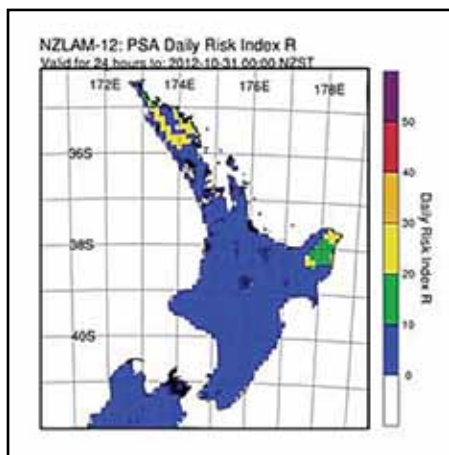 NZLAM-12: PSA Daily Risk Index R
Valid for 24 hours to: 2012-10-31 00:00 NZST
172E 174E 176E 178E
36S
38S
40S
50
40
30
20
10
0
Daily Risk Index R